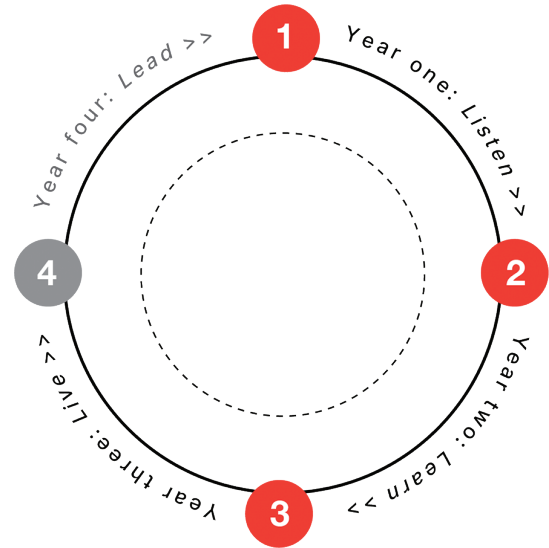 1
Year one: Listen >>
2
Year two: Learn >>
3
Year three: Live >>
4
Year four: Lead >>